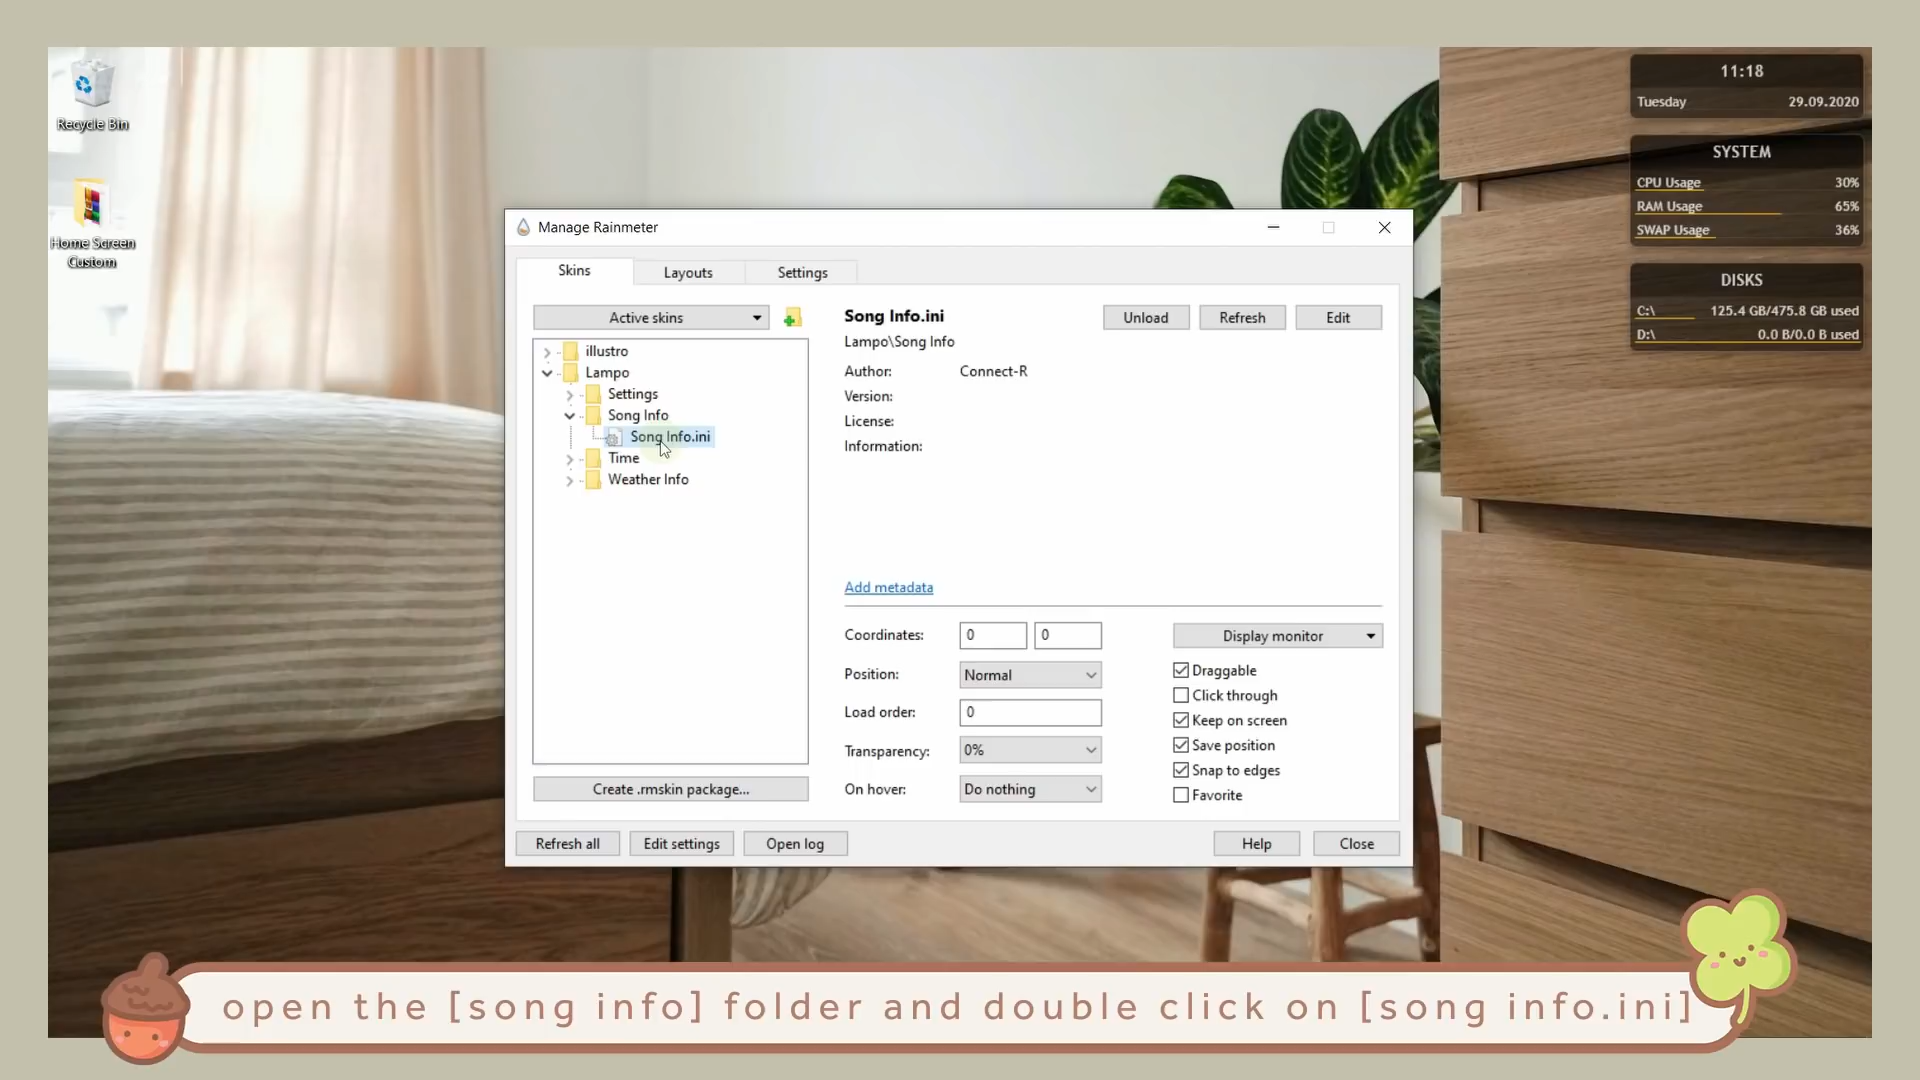 Recycle Bin
Home Screen
Custom
11:18
Tuesday 29.09.2020
SYSTEM
CPU Usage 30%
RAM Usage 65%
SWAP Usage 36%
DISKS
C:\ 125.4 GB/475.8 GB used
D:\ 0.0 B/0.0 B used
Manage Rainmeter
Skins Layouts Settings
Active skins
illustro
Lampo
Settings
Song Info
Song Info.ini
Time
Weather Info
Create .rmskin package...
Song Info.ini
Unload Refresh Edit
Lampo\Song Info
Author: Connect-R
Version:
License:
Information:
Add metadata
Coordinates: 0 0
Position: Normal
Load order: 0
Transparency: 0%
On hover: Do nothing
Display monitor
Draggable
Click through
Keep on screen
Save position
Snap to edges
Favorite
Refresh all Edit settings Open log Help Close
open the [song info] folder and double click on [song info.ini]